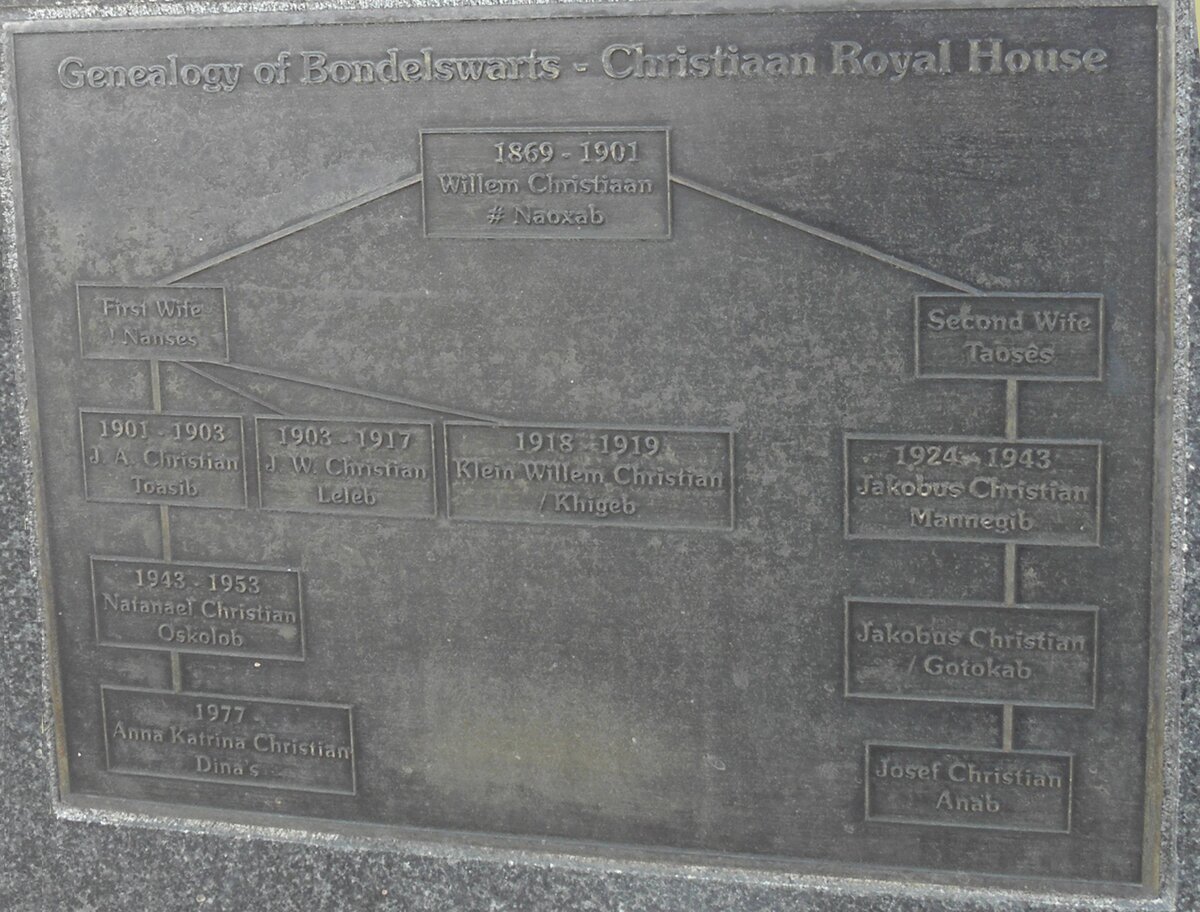 Genealogy of Bondelswarts - Christiaan Royal House
1869 - 1901
Willem Christiaan
# Naoxab
First Wife
! Nanses
Second Wife
Taosês
1901 - 1903
J. A. Christian
Toasib
1903 - 1917
J. W. Christian
Leleb
1918 - 1919
Klein Willem Christian
/ Khigeb
1924 - 1943
Jakobus Christian
Mannegib
1943 - 1953
Natanael Christian
Oskolob
Jakobus Christian
/ Gotokab
1977 -
Anna Katrina Christian
Dina's
Josef Christian
Anab